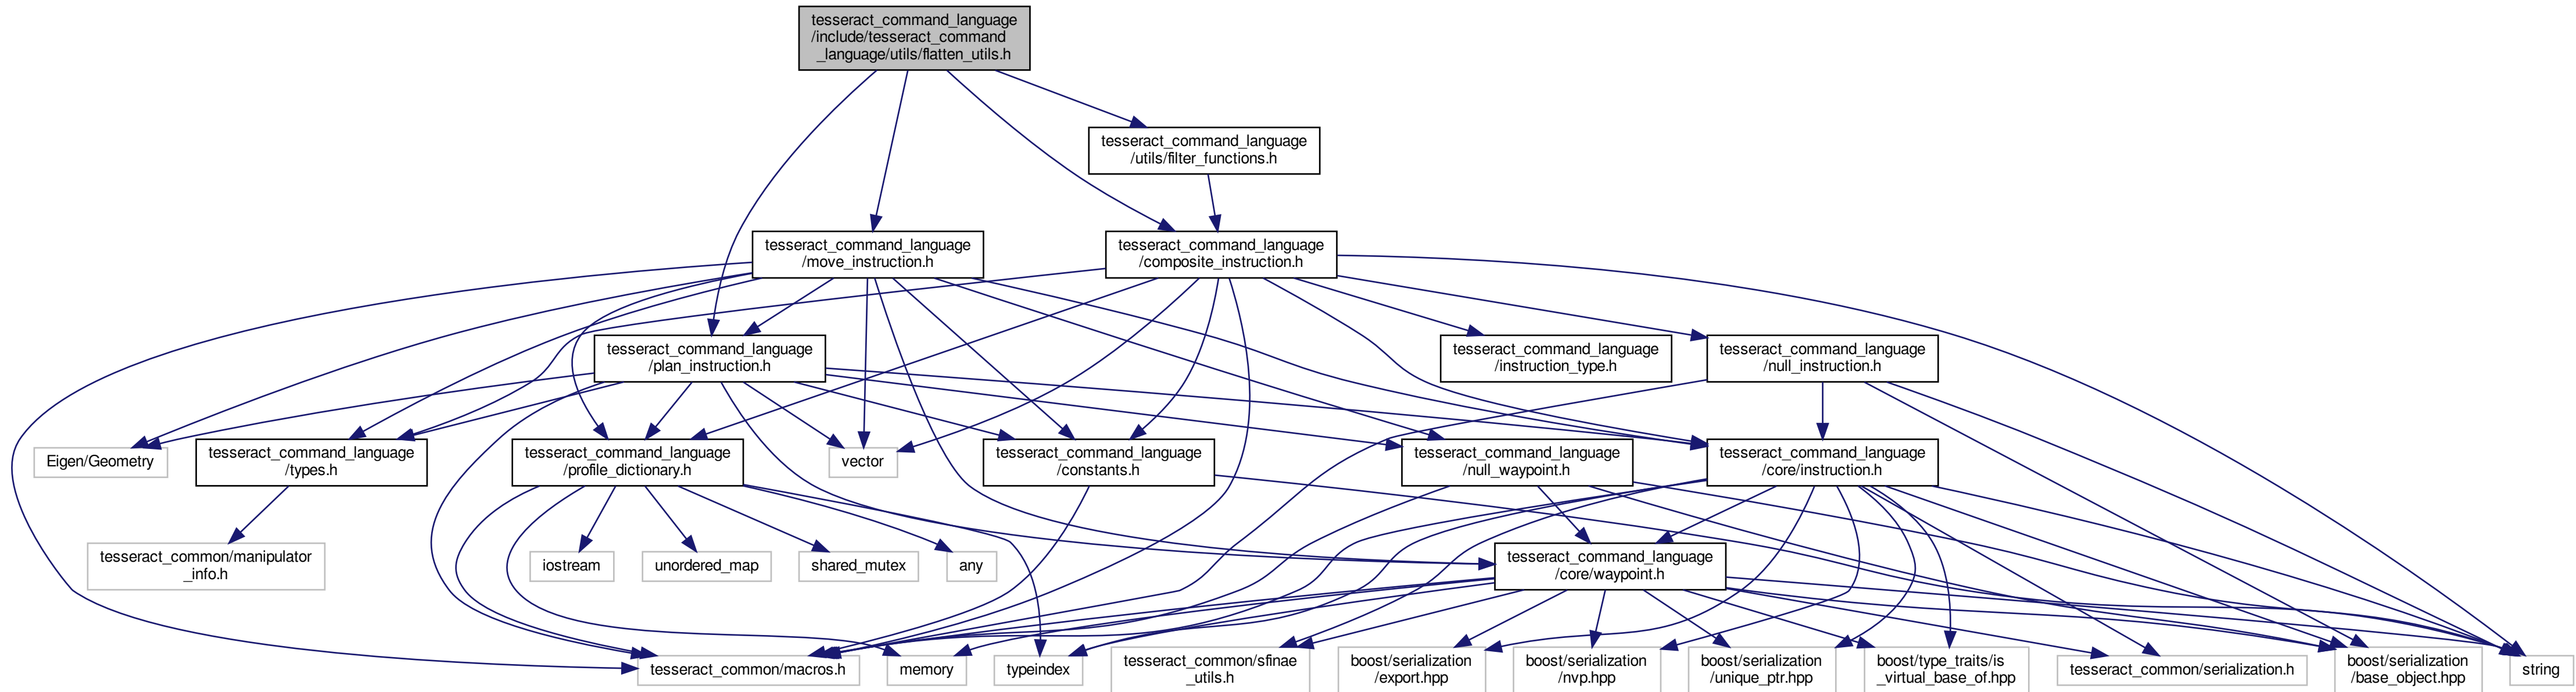 tesseract_command_language
/include/tesseract_command
_language/utils/flatten_utils.h
tesseract_command_language
/utils/filter_functions.h
tesseract_command_language
/move_instruction.h
tesseract_command_language
/composite_instruction.h
tesseract_command_language
/plan_instruction.h
tesseract_command_language
/instruction_type.h
tesseract_command_language
/null_instruction.h
Eigen/Geometry
tesseract_command_language
/types.h
tesseract_command_language
/profile_dictionary.h
vector
tesseract_command_language
/constants.h
tesseract_command_language
/null_waypoint.h
tesseract_command_language
/core/instruction.h
tesseract_common/manipulator
_info.h
iostream
unordered_map
shared_mutex
any
tesseract_command_language
/core/waypoint.h
tesseract_common/macros.h
memory
typeindex
tesseract_common/sfinae
_utils.h
boost/serialization
/export.hpp
boost/serialization
/nvp.hpp
boost/serialization
/unique_ptr.hpp
boost/type_traits/is
_virtual_base_of.hpp
tesseract_common/serialization.h
boost/serialization
/base_object.hpp
string